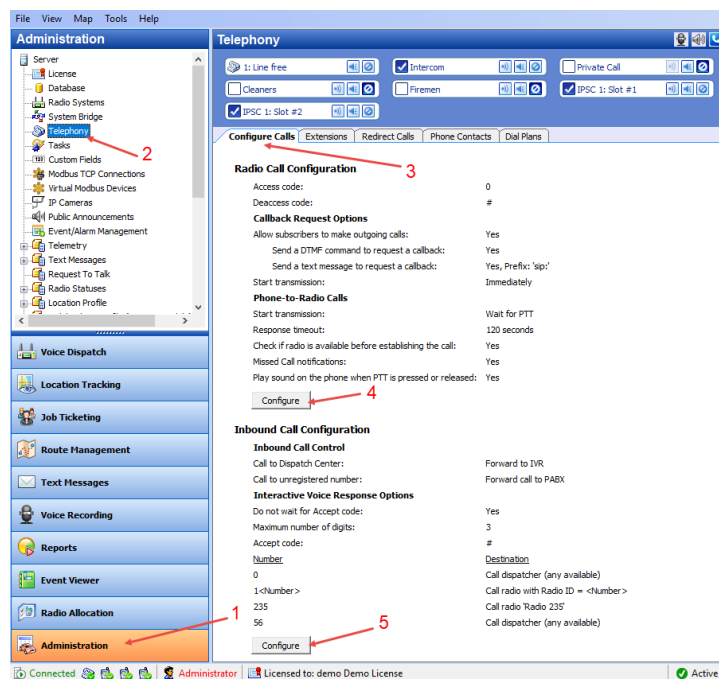 File View Map Tools Help
Administration
Server
License
Database
Radio Systems
System Bridge
Telephony
Tasks
Custom Fields
Modbus TCP Connections
Virtual Modbus Devices
IP Cameras
Public Announcements
Event/Alarm Management
Telemetry
Text Messages
Request To Talk
Radio Statuses
Location Profile
2
Voice Dispatch
Location Tracking
Job Ticketing
Route Management
Text Messages
Voice Recording
Reports
Event Viewer
Radio Allocation
1
Administration
Telephony
1: Line free
Intercom
Private Call
Cleaners
Firemen
IPSC 1: Slot #1
IPSC 1: Slot #2
Configure Calls Extensions Redirect Calls Phone Contacts Dial Plans
3
Radio Call Configuration
Access code: 0
Deaccess code: #
Callback Request Options
Allow subscribers to make outgoing calls: Yes
Send a DTMF command to request a callback: Yes
Send a text message to request a callback: Yes, Prefix: 'sip:'
Start transmission: Immediately
Phone-to-Radio Calls
Start transmission: Wait for PTT
Response timeout: 120 seconds
Check if radio is available before establishing the call: Yes
Missed Call notifications: Yes
Play sound on the phone when PTT is pressed or released: Yes
Configure
4
Inbound Call Configuration
Inbound Call Control
Call to Dispatch Center: Forward to IVR
Call to unregistered number: Forward call to PABX
Interactive Voice Response Options
Do not wait for Accept code: Yes
Maximum number of digits: 3
Accept code: #
Number Destination
0 Call dispatcher (any available)
1<Number> Call radio with Radio ID = <Number>
235 Call radio 'Radio 235'
56 Call dispatcher (any available)
5
Configure
Connected Administrator Licensed to: demo Demo License Active